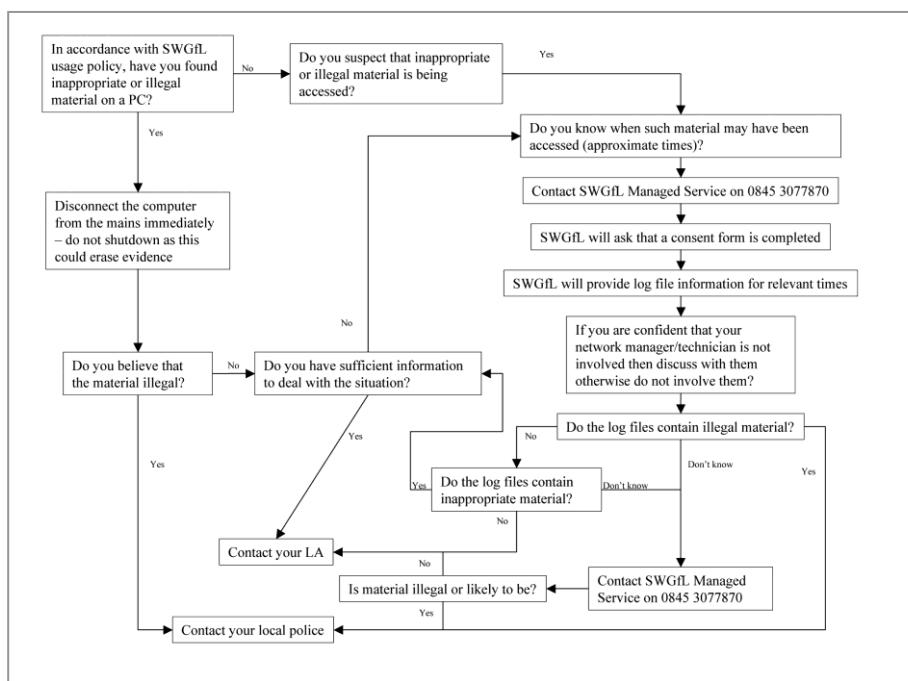 In accordance with SWGfL
usage policy, have you found
inappropriate or illegal
material on a PC?
No
Do you suspect that inappropriate
or illegal material is being
accessed?
Yes
Yes
Do you know when such material may have been
accessed (approximate times)?
Contact SWGfL Managed Service on 0845 3077870
Disconnect the computer
from the mains immediately
– do not shutdown as this
could erase evidence
SWGfL will ask that a consent form is completed
SWGfL will provide log file information for relevant times
No
If you are confident that your
network manager/technician is not
involved then discuss with them
otherwise do not involve them?
Do you believe that
the material illegal?
No
Do you have sufficient information
to deal with the situation?
Yes
Do the log files contain illegal material?
No
Don't know
Yes
Yes
Yes
Do the log files contain
inappropriate material?
Don't know
No
Contact your LA
No
Is material illegal or likely to be?
Contact SWGfL Managed
Service on 0845 3077870
Yes
Contact your local police